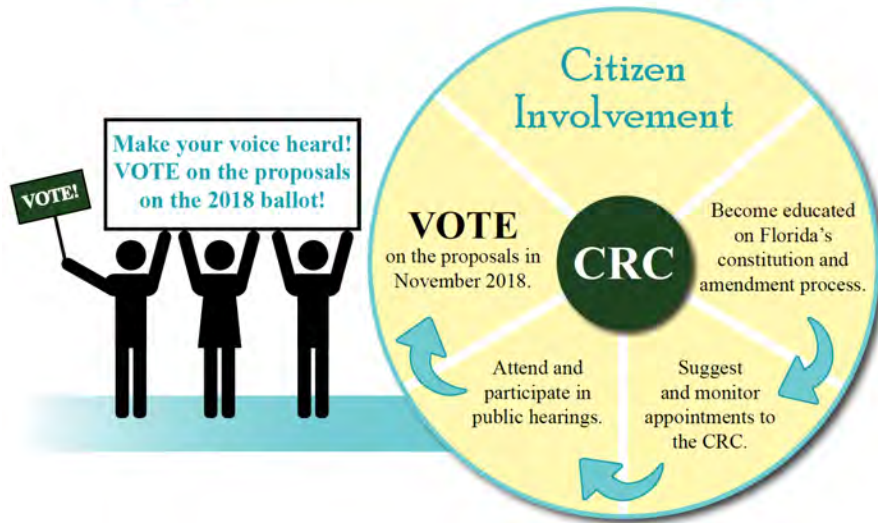 VOTE!
Make your voice heard!
VOTE on the proposals
on the 2018 ballot!
Citizen
Involvement
CRC
Become educated
on Florida's
constitution and
amendment process.
Suggest
and monitor
appointments to
the CRC.
Attend and
participate in
public hearings.
VOTE
on the proposals in
November 2018.